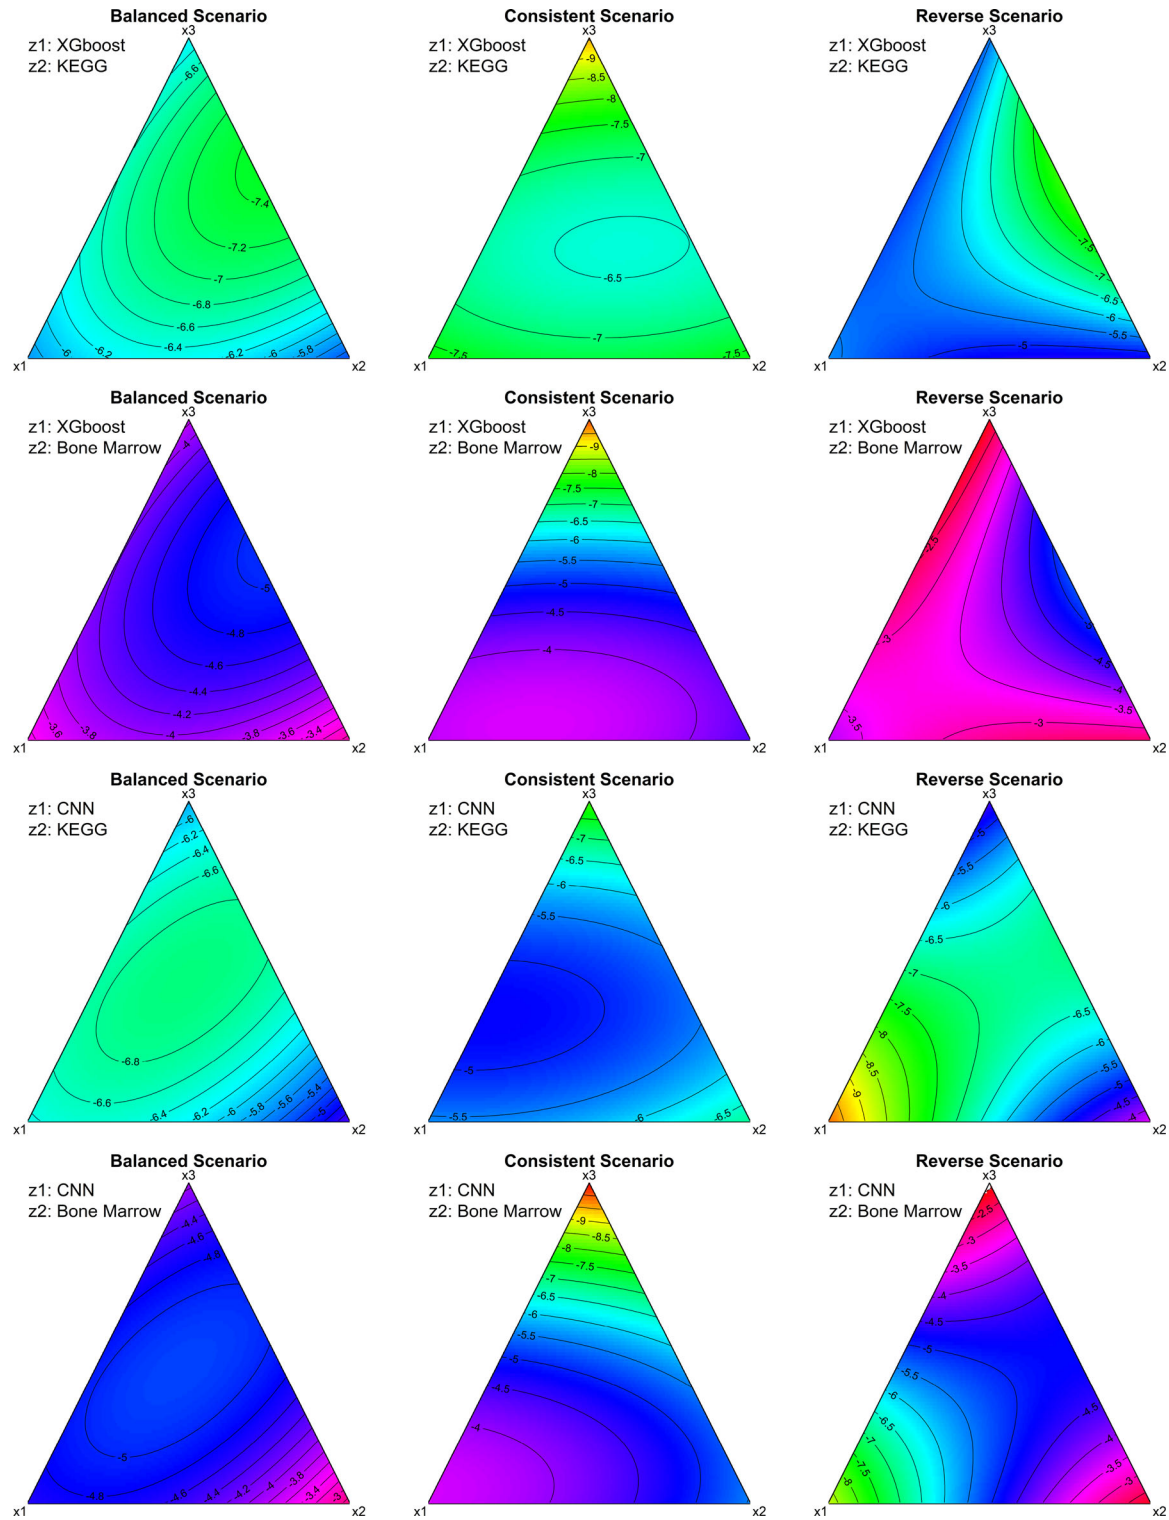 Balanced Scenario
x3
z1: XGboost
z2: KEGG
-6.6
-7.4
-7.2
-7
-6.8
-6.6
-6.4
-6
-6.2
-6.2
-6
-5.8
x1
x2
Consistent Scenario
x3
z1: XGboost
z2: KEGG
-9
-8.5
-8
-7.5
-7
-6.5
-7
-7.5
-7.5
x1
x2
Reverse Scenario
x3
z1: XGboost
z2: KEGG
-7.5
-7
-6.5
-6
-5.5
-5
x1
x2
Balanced Scenario
x3
z1: XGboost
z2: Bone Marrow
-4
-5
-4.8
-4.6
-4.4
-4.2
-4
-3.6
-3.8
-3.8
-3.6
-3.4
x1
x2
Consistent Scenario
x3
z1: XGboost
z2: Bone Marrow
-9
-8
-7.5
-7
-6.5
-6
-5.5
-5
-4.5
-4
x1
x2
Reverse Scenario
x3
z1: XGboost
z2: Bone Marrow
-2.5
-3
-5
-4.5
-4
-3.5
-3.5
-3
x1
x2
Balanced Scenario
x3
z1: CNN
z2: KEGG
-6
-6.2
-6.4
-6.6
-6.8
-6.6
-6.4
-6.2
-6
-5.8
-5.6
-5.4
-5
x1
x2
Consistent Scenario
x3
z1: CNN
z2: KEGG
-7
-6.5
-6
-5.5
-5
-5.5
-6
-6.5
x1
x2
Reverse Scenario
x3
z1: CNN
z2: KEGG
-5
-5.5
-6
-6.5
-7
-7.5
-8
-8.5
-9
-6.5
-6
-5.5
-5
-4.5
-4
x1
x2
Balanced Scenario
x3
z1: CNN
z2: Bone Marrow
-4.4
-4.6
-4.8
-5
-4.8
-4.6
-4.4
-4.2
-4
-3.8
-3.4
-3
x1
x2
Consistent Scenario
x3
z1: CNN
z2: Bone Marrow
-9
-8.5
-8
-7.5
-7
-6.5
-6
-5.5
-5
-4.5
-4
x1
x2
Reverse Scenario
x3
z1: CNN
z2: Bone Marrow
-2.5
-3
-3.5
-4
-4.5
-5
-5.5
-6
-6.5
-7
-7.5
-8
-4.5
-4
-3.5
-3
x1
x2